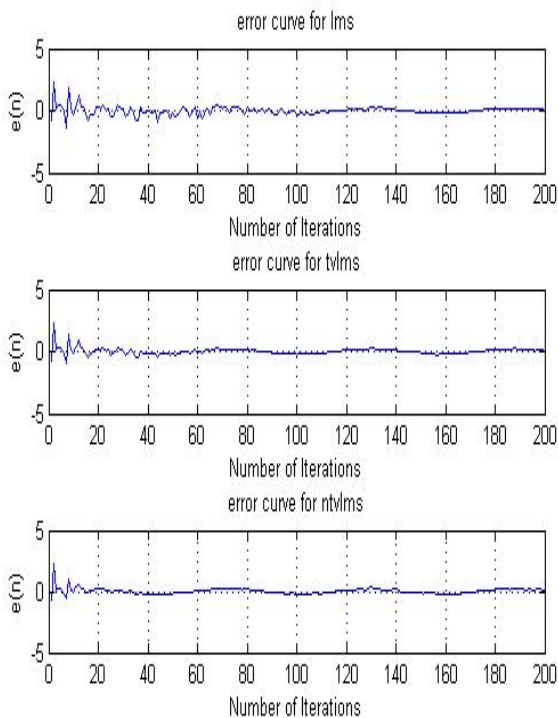 error curve for lms
5
e(n)
0
-5
0 20 40 60 80 100 120 140 160 180 200
Number of Iterations
error curve for tvlms
5
e(n)
0
-5
0 20 40 60 80 100 120 140 160 180 200
Number of Iterations
error curve for ntvlms
5
e(n)
0
-5
0 20 40 60 80 100 120 140 160 180 200
Number of Iterations